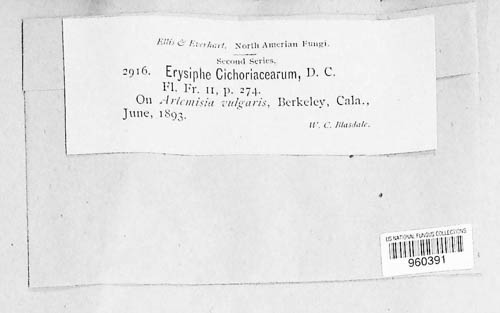 Ellis & Everhart. North Amerian Fungi.
Second Series.
2916. Erysiphe Cichoriacearum, D. C.
Fl. Fr. 11, p. 274.
On Artemisia vulgaris, Berkeley, Cala.,
June, 1893.
W. C. Blasdale.
US NATIONAL FUNGUS COLLECTIONS
960391